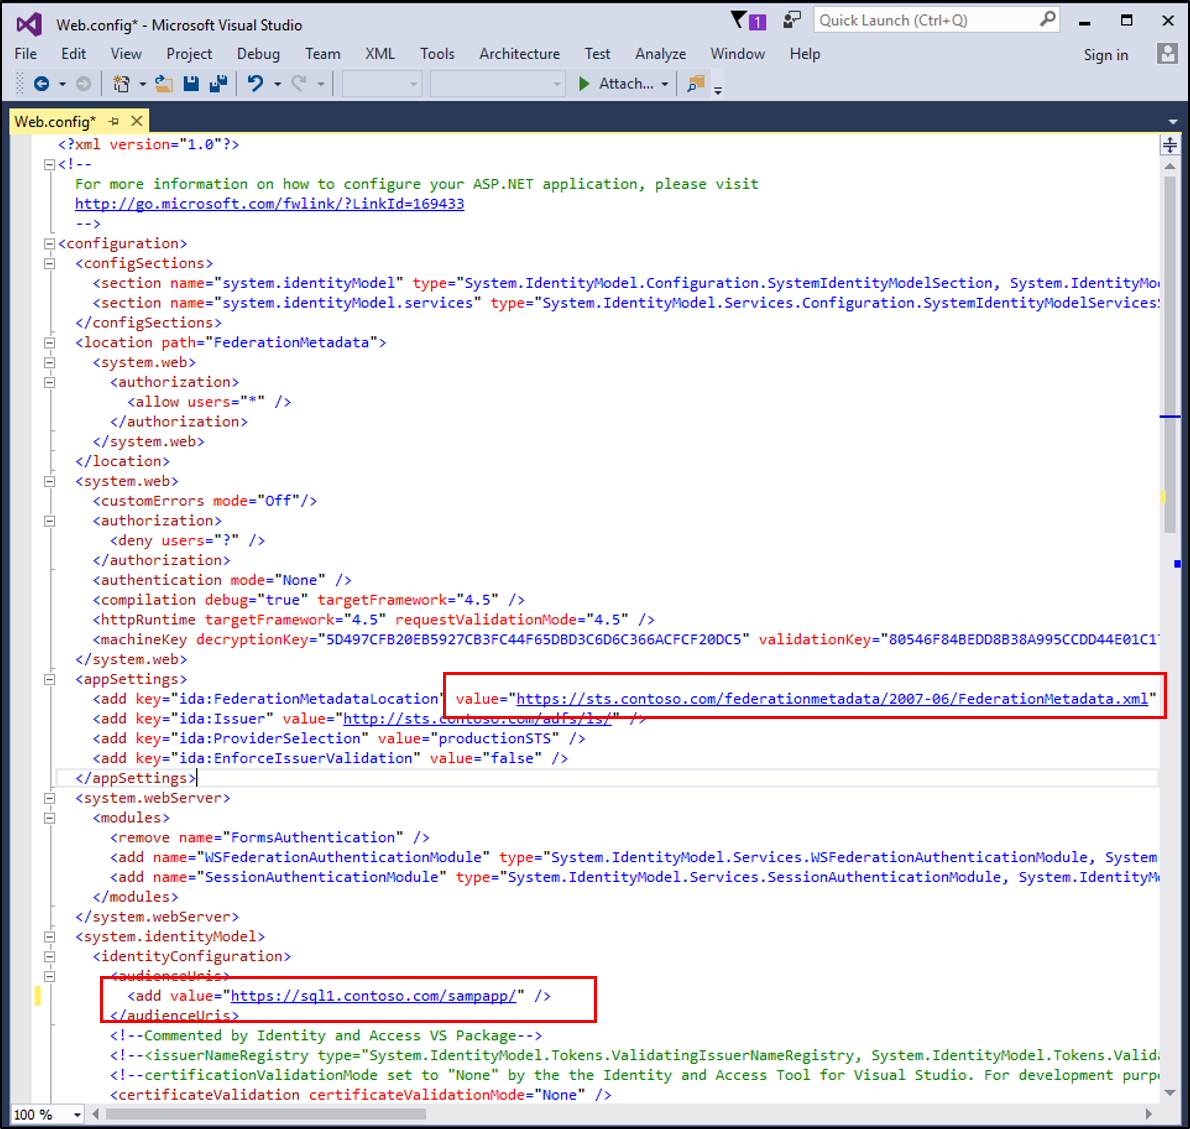 Web.config* - Microsoft Visual Studio
1
Quick Launch (Ctrl+Q)
File Edit View Project Debug Team XML Tools Architecture Test Analyze Window Help
Sign in
Attach...
Web.config*
<?xml version="1.0"?>
<!--
For more information on how to configure your ASP.NET application, please visit
http://go.microsoft.com/fwlink/?LinkId=169433
-->
<configuration>
<configSections>
<section name="system.identityModel" type="System.IdentityModel.Configuration.SystemIdentityModelSection, System.IdentityMo
<section name="system.identityModel.services" type="System.IdentityModel.Services.Configuration.SystemIdentityModelServicesS
</configSections>
<location path="FederationMetadata">
<system.web>
<authorization>
<allow users="*" />
</authorization>
</system.web>
</location>
<system.web>
<customErrors mode="Off"/>
<authorization>
<deny users="?" />
</authorization>
<authentication mode="None" />
<compilation debug="true" targetFramework="4.5" />
<httpRuntime targetFramework="4.5" requestValidationMode="4.5" />
<machineKey decryptionKey="5D497CFB20EB5927CB3FC44F65DBD3C6D6C366ACFCF20DC5" validationKey="80546F84BEDD8B38A995CCDD44E01C17
</system.web>
<appSettings>
<add key="ida:FederationMetadataLocation" value="https://sts.contoso.com/federationmetadata/2007-06/FederationMetadata.xml"
<add key="ida:Issuer" value="http://sts.contoso.com/adfs/ls/" />
<add key="ida:ProviderSelection" value="productionSTS" />
<add key="ida:EnforceIssuerValidation" value="false" />
</appSettings>
<system.webServer>
<modules>
<remove name="FormsAuthentication" />
<add name="WSFederationAuthenticationModule" type="System.IdentityModel.Services.WSFederationAuthenticationModule, System.
<add name="SessionAuthenticationModule" type="System.IdentityModel.Services.SessionAuthenticationModule, System.IdentityMo
</modules>
</system.webServer>
<system.identityModel>
<identityConfiguration>
<audienceUris>
<add value="https://sql1.contoso.com/sampapp/" />
</audienceUris>
<!--Commented by Identity and Access VS Package-->
<!--<issuerNameRegistry type="System.IdentityModel.Tokens.ValidatingIssuerNameRegistry, System.IdentityModel.Tokens.Valida
<!--certificationValidationMode set to "None" by the the Identity and Access Tool for Visual Studio. For development purpo
<certificateValidation certificateValidationMode="None" />
100 %